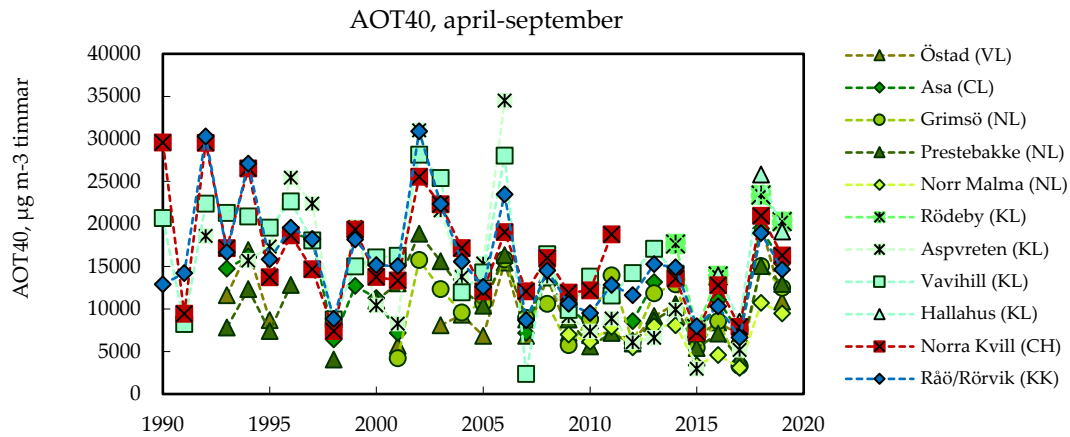 AOT40, april-september
AOT40, µg m-3 timmar
40000
35000
30000
25000
20000
15000
10000
5000
0
1990
1995
2000
2005
2010
2015
2020
Östad (VL)
Asa (CL)
Grimsö (NL)
Prestebakke (NL)
Norr Malma (NL)
Rödeby (KL)
Aspvreten (KL)
Vavihill (KL)
Hallahus (KL)
Norra Kvill (CH)
Råö/Rörvik (KK)